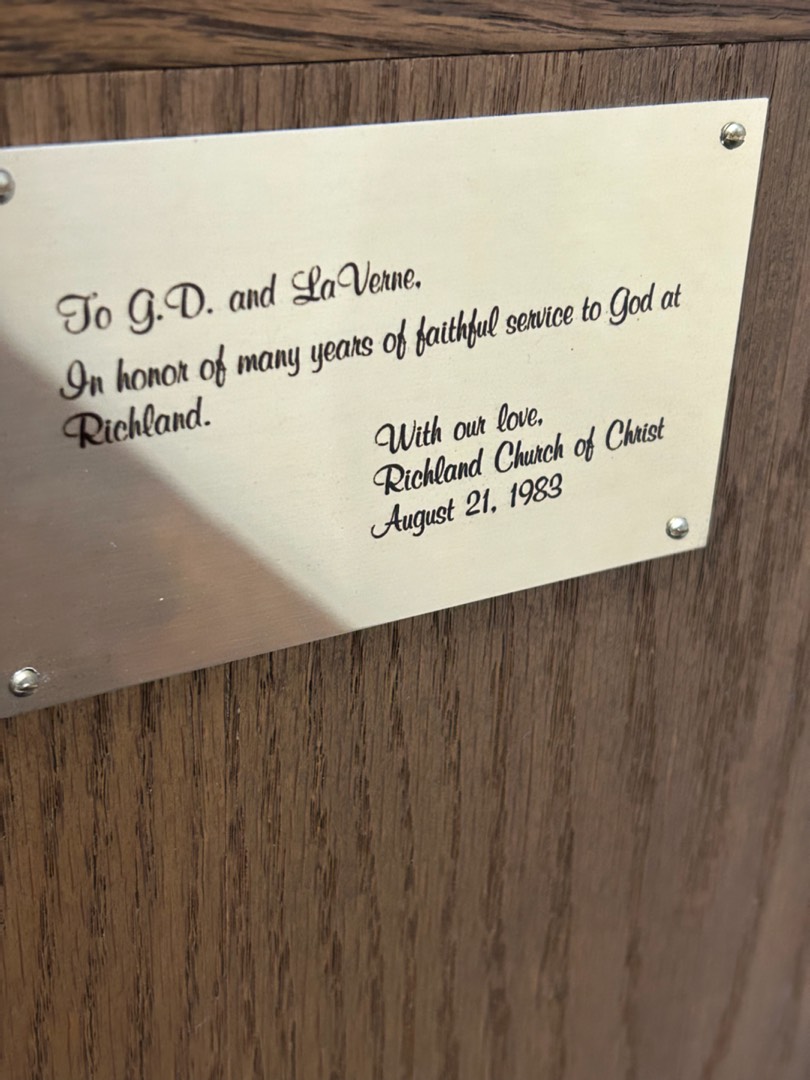 To G.D. and LaVerne,
In honor of many years of faithful service to God at
Richland.
With our love,
Richland Church of Christ
August 21, 1983